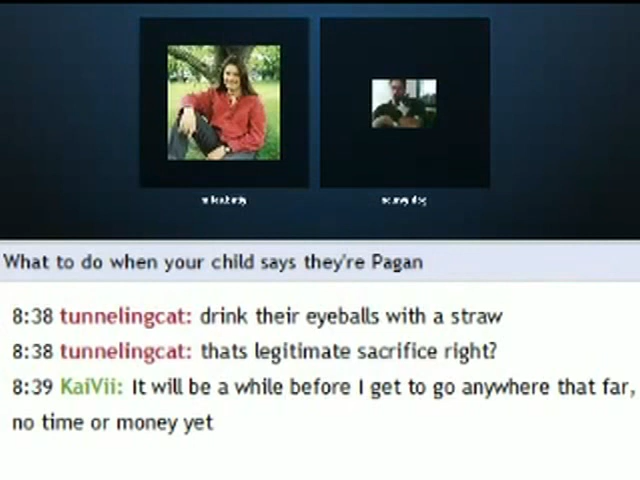 What to do when your child says they're Pagan
8:38 tunnelingcat: drink their eyeballs with a straw
8:38 tunnelingcat: thats legitimate sacrifice right?
8:39 KaiVii: It will be a while before I get to go anywhere that far,
no time or money yet